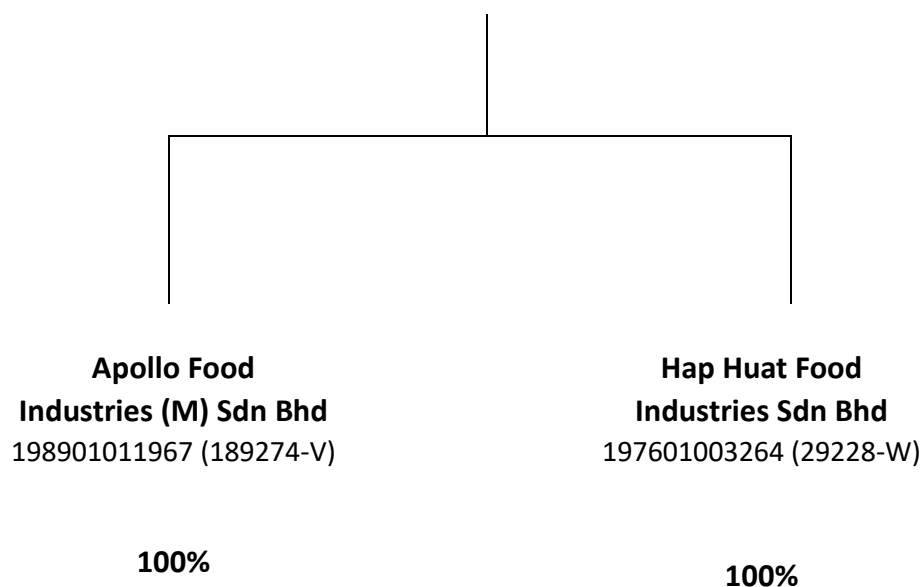 Apollo Food
Industries (M) Sdn Bhd
198901011967 (189274-V)
100%
Hap Huat Food
Industries Sdn Bhd
197601003264 (29228-W)
100%